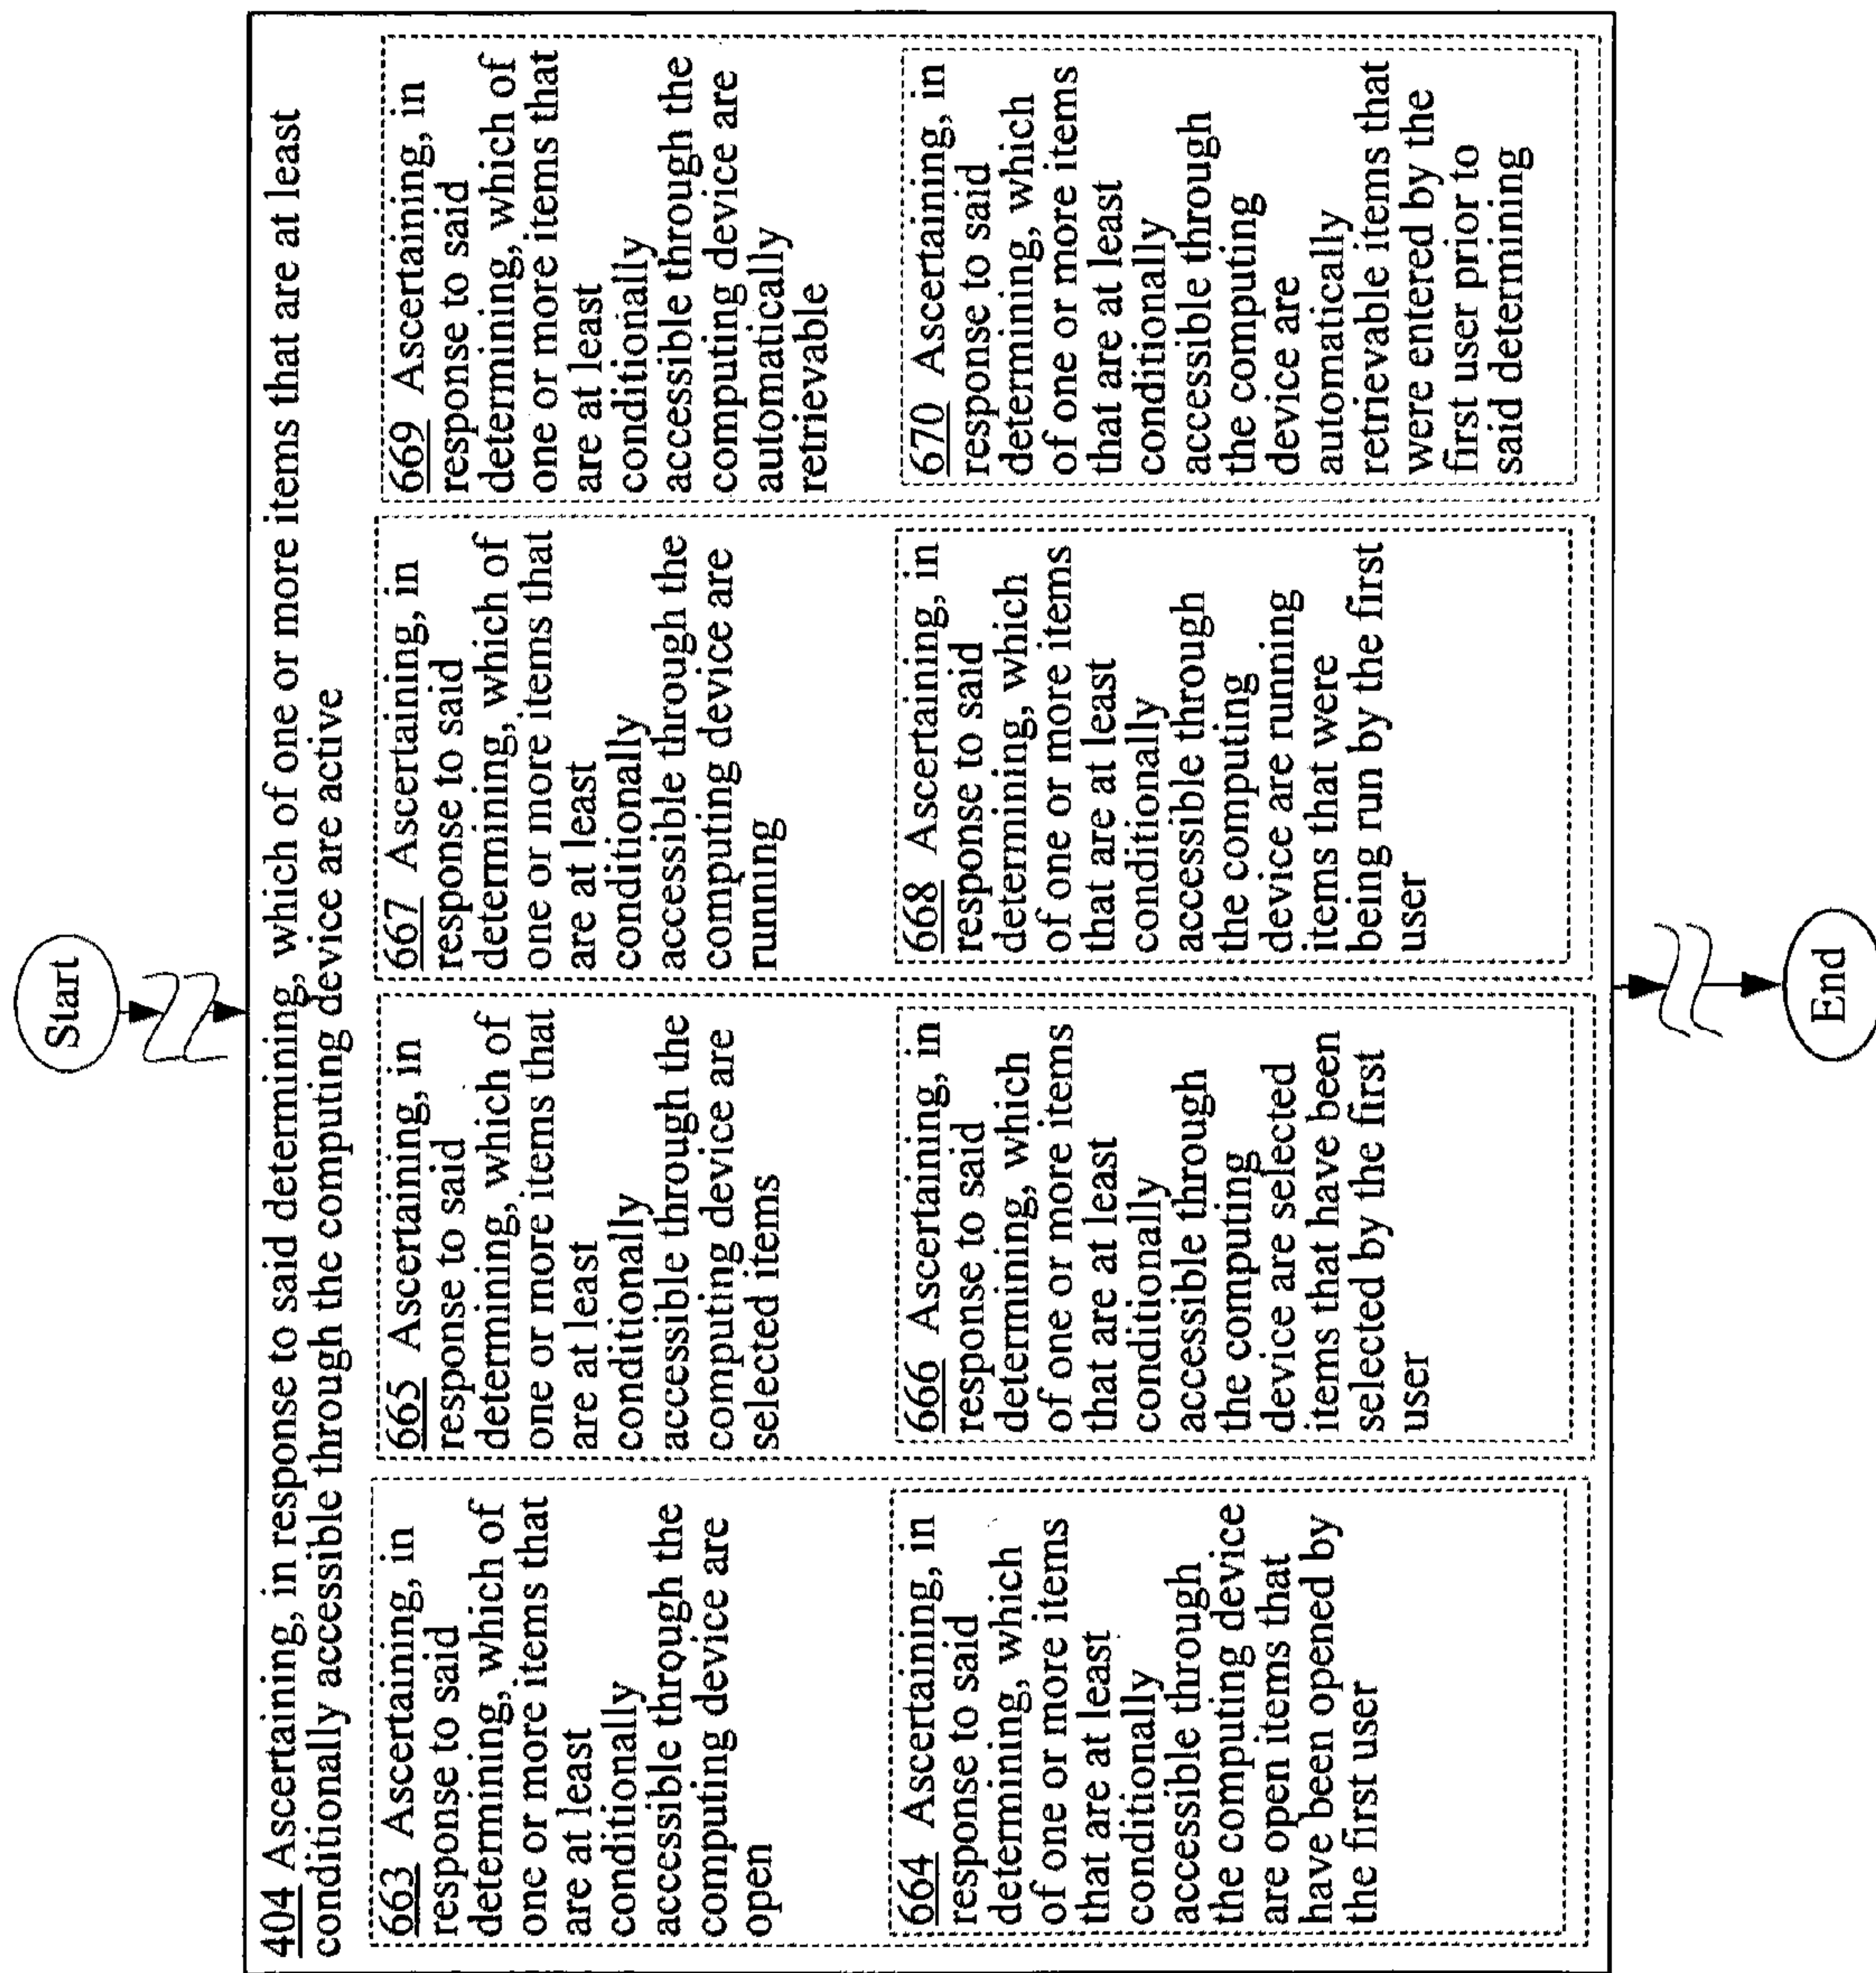 Start
404 Ascertaining, in response to said determining, which of one or more items that are at least
conditionally accessible through the computing device are active
663 Ascertaining, in
response to said
determining, which of
one or more items that
are at least
conditionally
accessible through the
computing device are
open
664 Ascertaining, in
response to said
determining, which
of one or more items
that are at least
conditionally
accessible through
the computing device
are open items that
have been opened by
the first user
665 Ascertaining, in
response to said
determining, which of
one or more items that
are at least
conditionally
accessible through the
computing device are
selected items
666 Ascertaining, in
response to said
determining, which
of one or more items
that are at least
conditionally
accessible through
the computing
device are selected
items that have been
selected by the first
user
667 Ascertaining, in
response to said
determining, which of
one or more items that
are at least
conditionally
accessible through the
computing device are
running
668 Ascertaining, in
response to said
determining, which
of one or more items
that are at least
conditionally
accessible through
the computing
device are running
items that were
being run by the first
user
669 Ascertaining, in
response to said
determining, which of
one or more items that
are at least
conditionally
accessible through the
computing device are
automatically
retrievable
670 Ascertaining, in
response to said
determining, which
of one or more items
that are at least
conditionally
accessible through
the computing
device are
automatically
retrievable items that
were entered by the
first user prior to
said determining
End